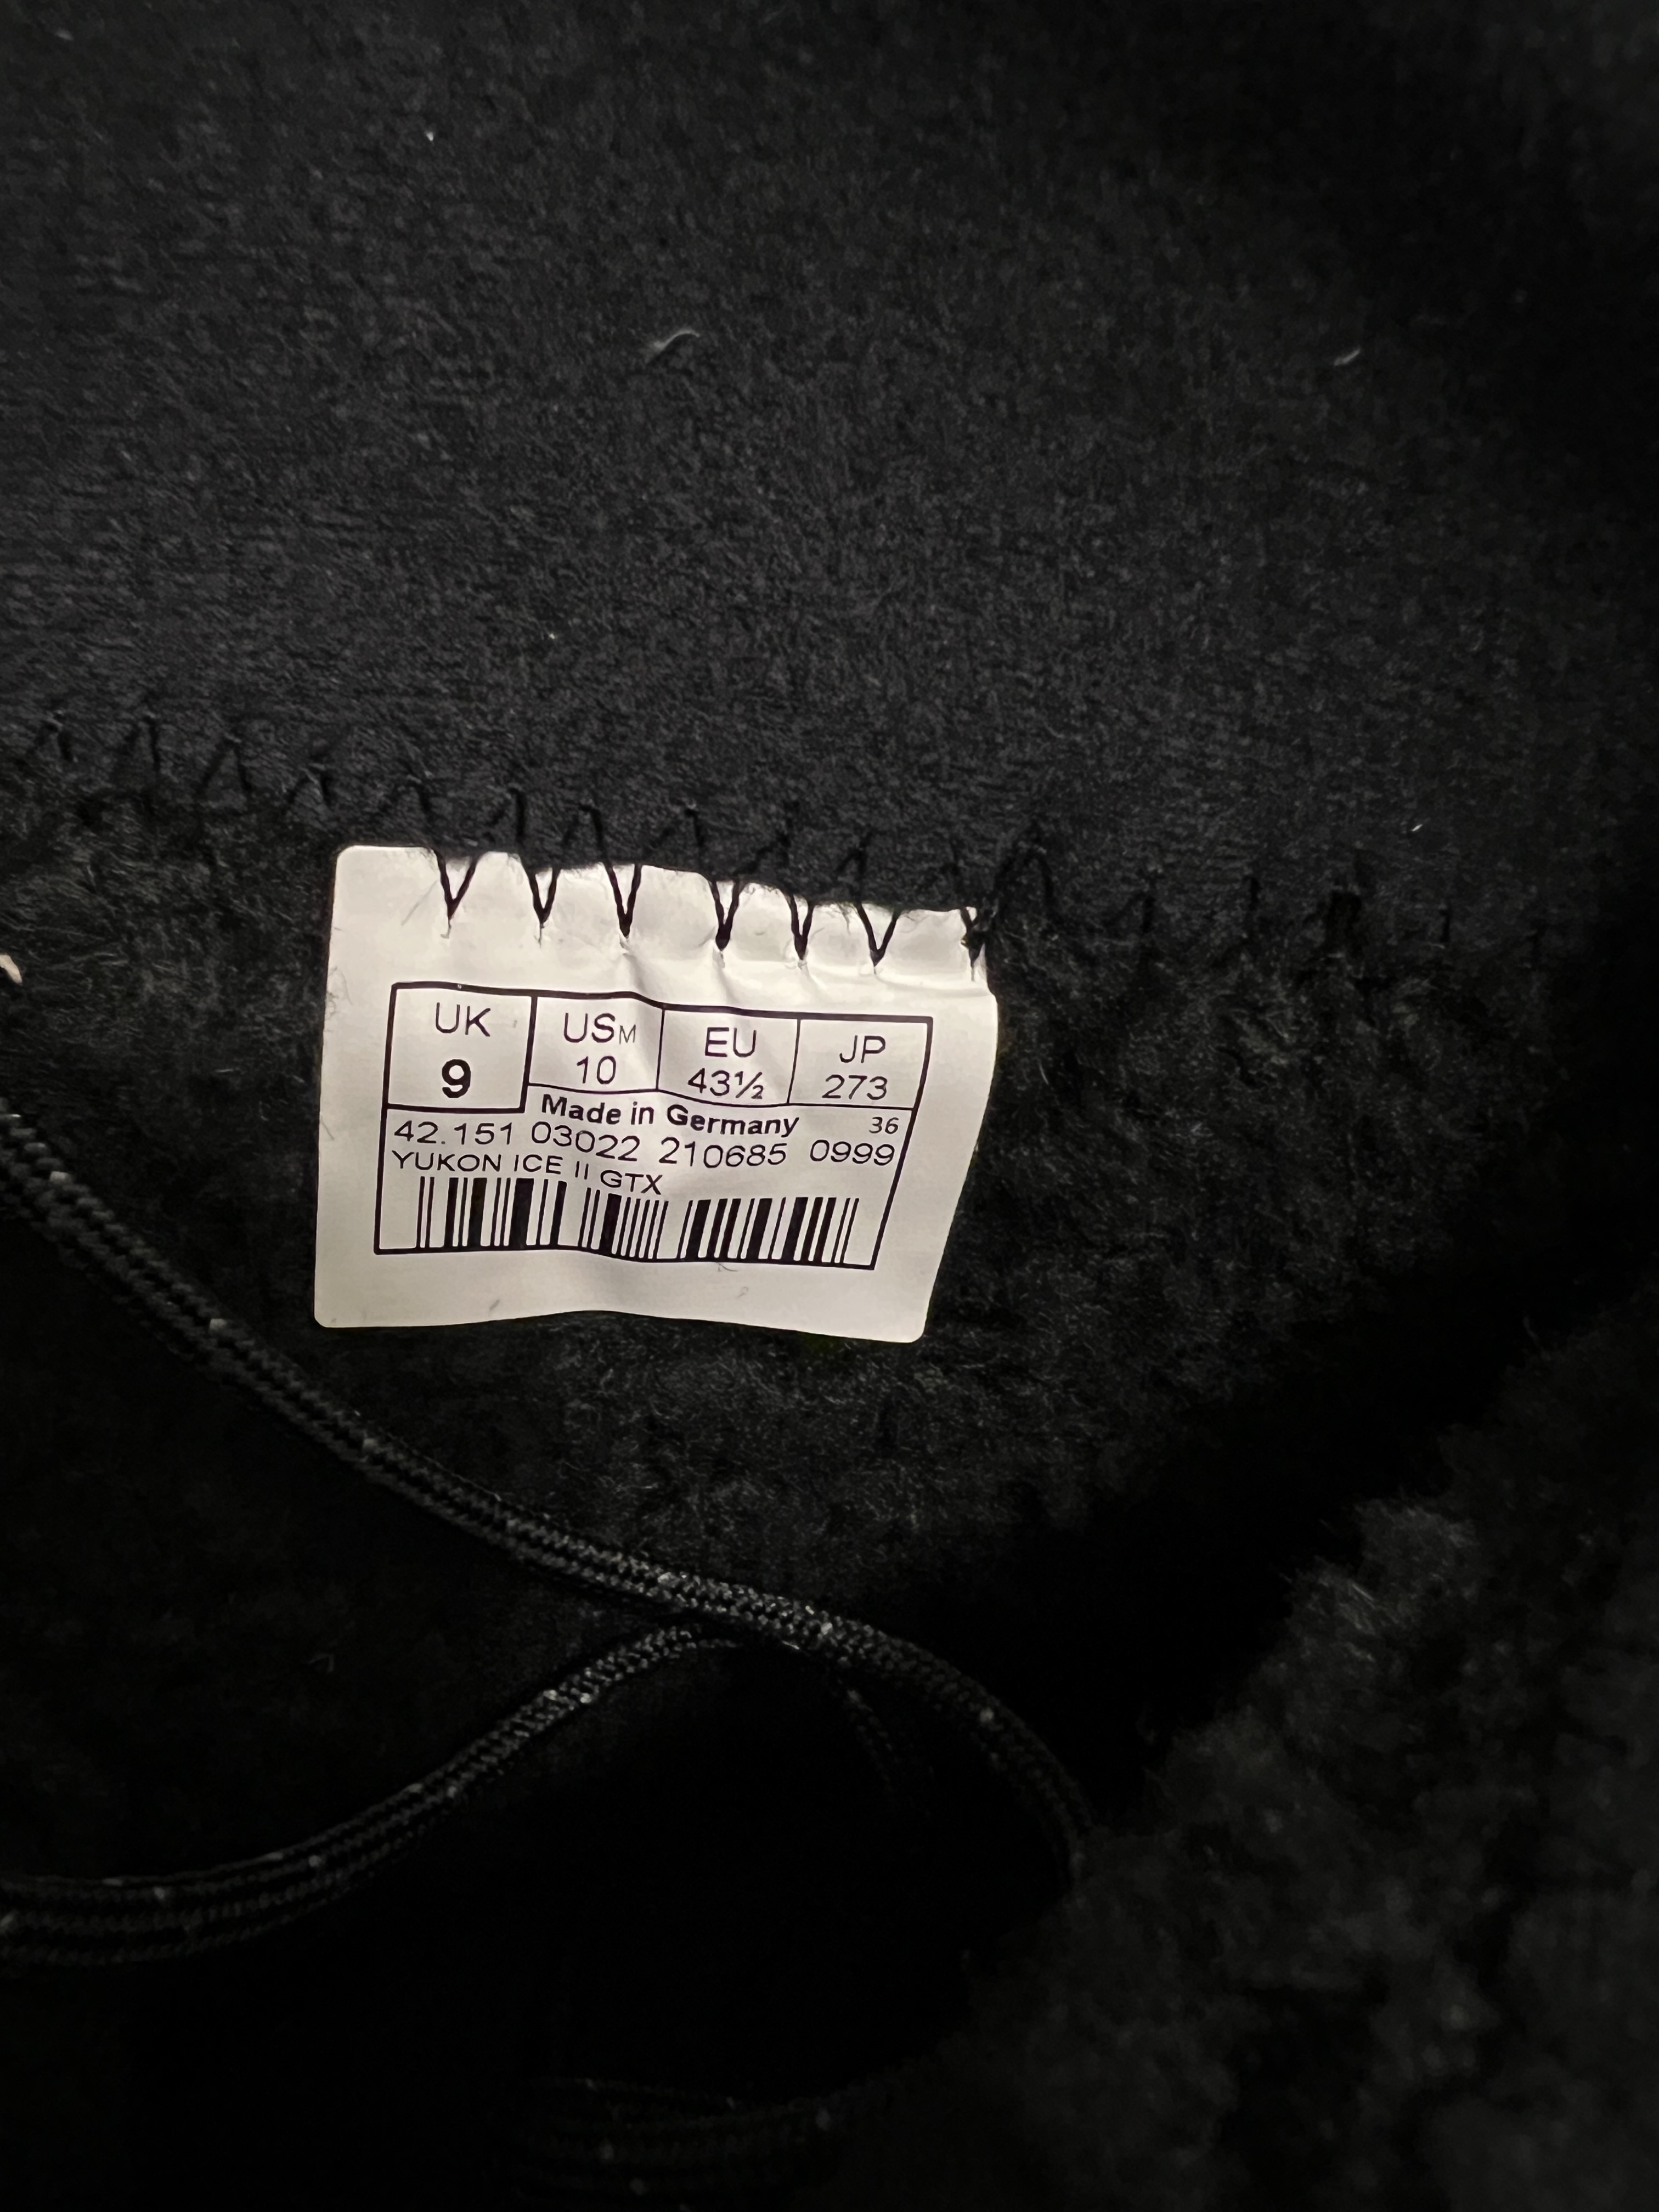 UK USM EU JP
9 10 43½ 273
Made in Germany 36
42.151 03022 210685 0999
YUKON ICE II GTX